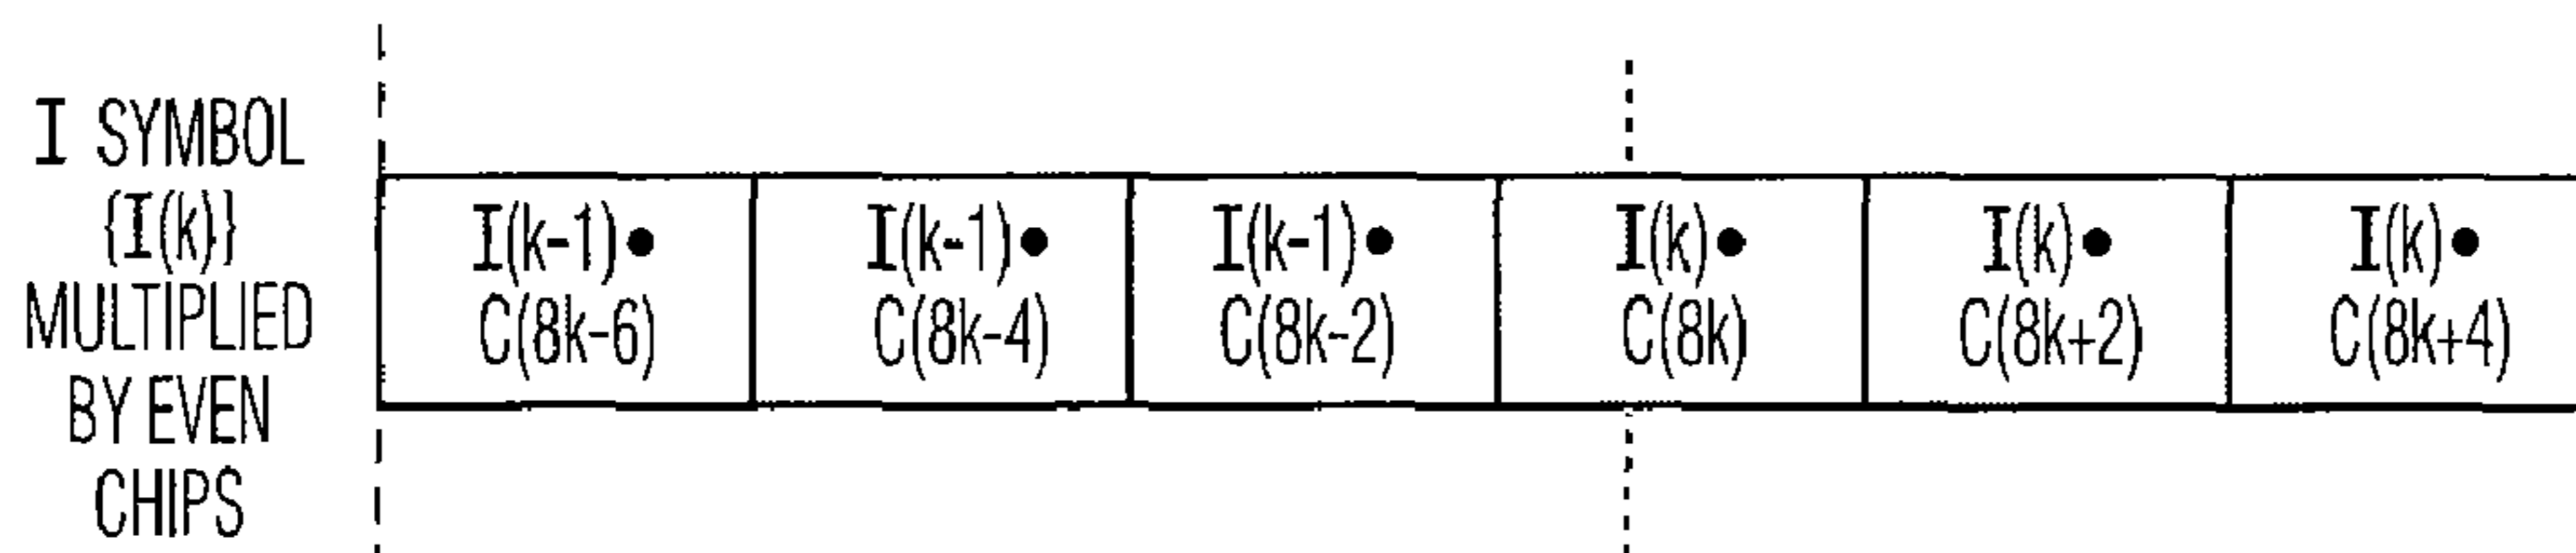 I SYMBOL
{I(k)}
MULTIPLIED
BY EVEN
CHIPS
I(k-1)●
C(8k-6)
I(k-1)●
C(8k-4)
I(k-1)●
C(8k-2)
I(k)●
C(8k)
I(k)●
C(8k+2)
I(k)●
C(8k+4)